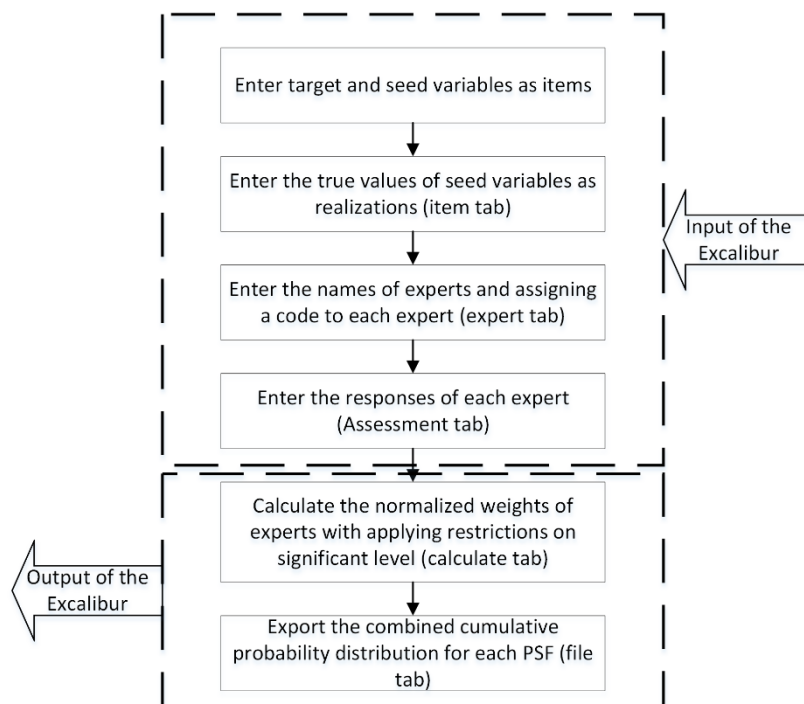 Enter target and seed variables as items
Enter the true values of seed variables as
realizations (item tab)
Input of the
Excalibur
Enter the names of experts and assigning
a code to each expert (expert tab)
Enter the responses of each expert
(Assessment tab)
Calculate the normalized weights of
experts with applying restrictions on
significant level (calculate tab)
Output of the
Excalibur
Export the combined cumulative
probability distribution for each PSF (file
tab)